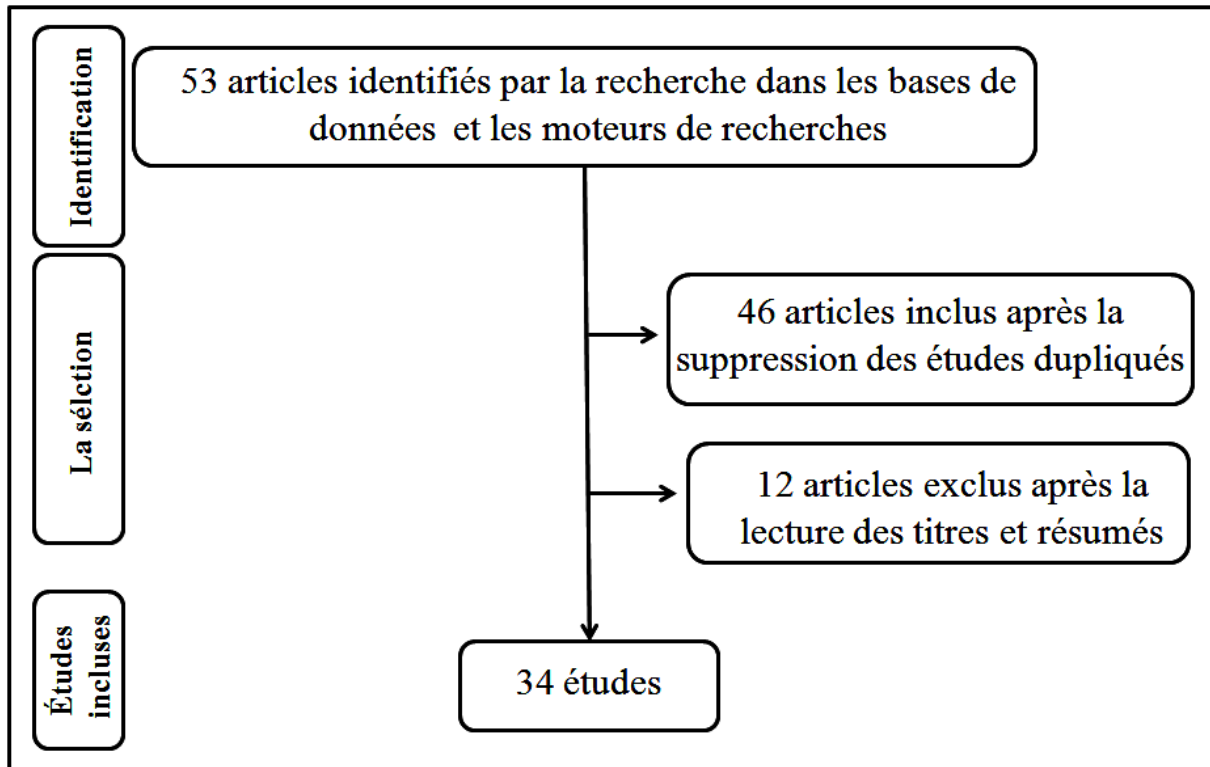 Identification
53 articles identifiés par la recherche dans les bases de
données et les moteurs de recherches
La sélction
46 articles inclus après la
suppression des études dupliqués
12 articles exclus après la
lecture des titres et résumés
Études
incluses
34 études